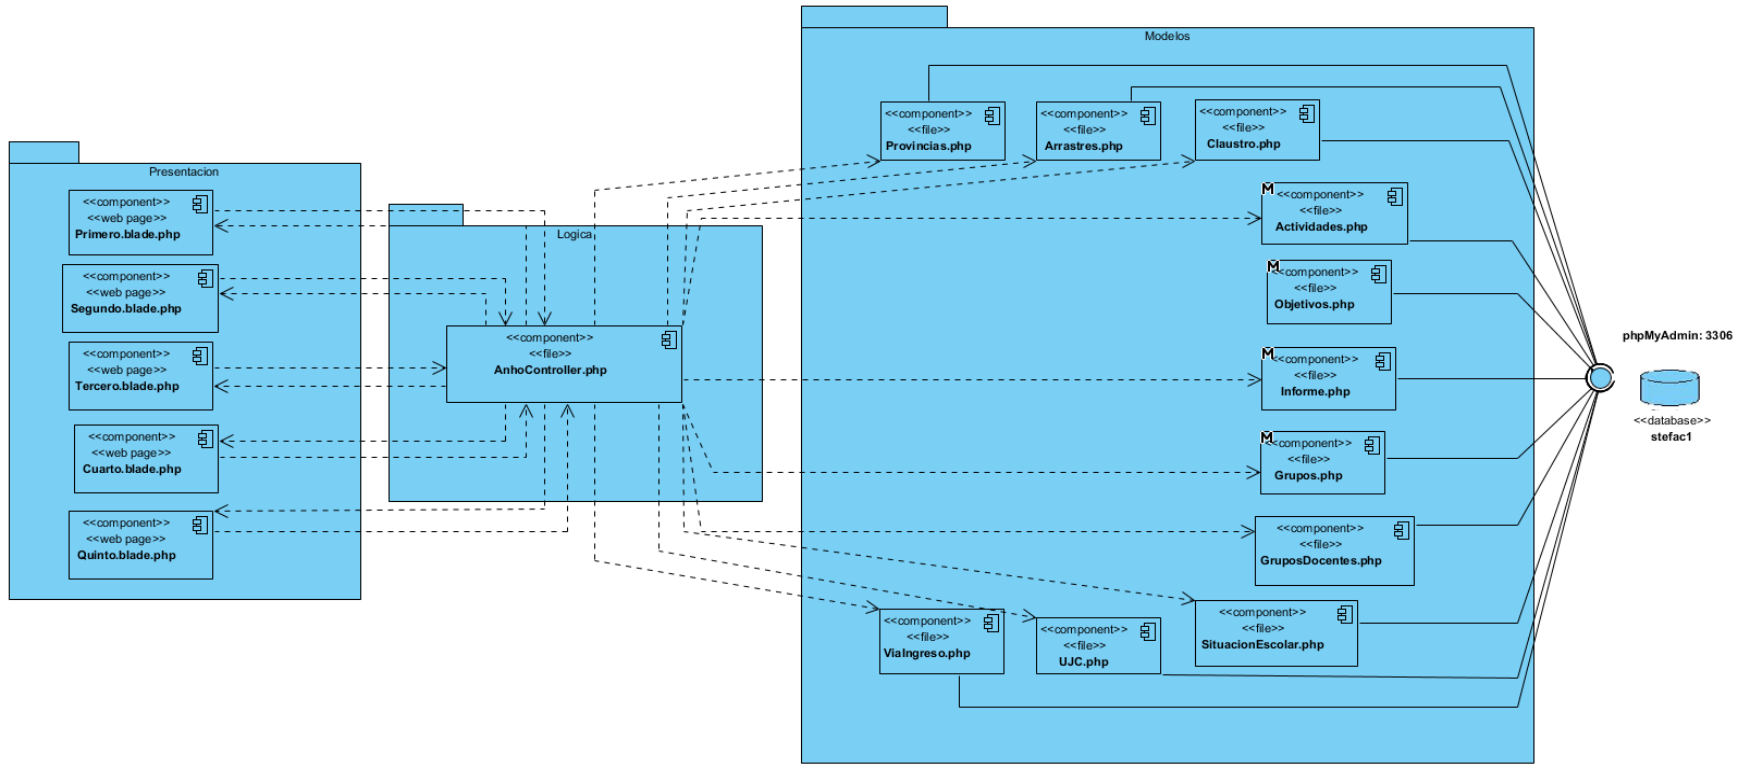 Presentacion
<<component>>
<<web page>>
Primero.blade.php
<<component>>
<<web page>>
Segundo.blade.php
<<component>>
<<web page>>
Tercero.blade.php
<<component>>
<<web page>>
Cuarto.blade.php
<<component>>
<<web page>>
Quinto.blade.php
Logica
<<component>>
<<file>>
AnhoController.php
Modelos
<<component>>
<<file>>
Provincias.php
<<component>>
<<file>>
Arrastres.php
<<component>>
<<file>>
Claustro.php
M
<<component>>
<<file>>
Actividades.php
M
<<component>>
<<file>>
Objetivos.php
M
<<component>>
<<file>>
Informe.php
M
<<component>>
<<file>>
Grupos.php
<<component>>
<<file>>
GruposDocentes.php
<<component>>
<<file>>
SituacionEscolar.php
<<component>>
<<file>>
ViaIngreso.php
<<component>>
<<file>>
UJC.php
phpMyAdmin: 3306
<<database>>
stefac1